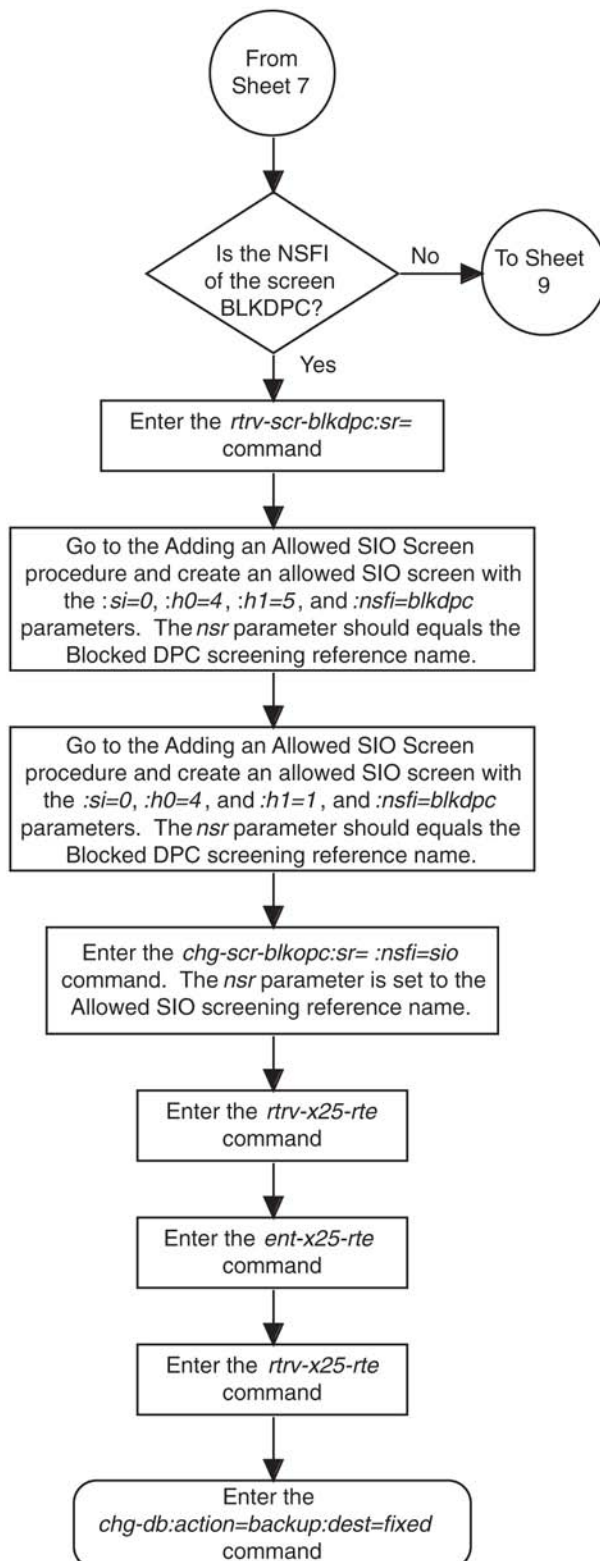 From
Sheet 7
Is the NSFI
of the screen
BLKDPC?
No
To Sheet
9
Yes
Enter the rtrv-scr-blkdpc:sr=
command
Go to the Adding an Allowed SIO Screen
procedure and create an allowed SIO screen with
the :si=0, :h0=4, :h1=5, and :nsfi=blkdpc
parameters. The nsr parameter should equals the
Blocked DPC screening reference name.
Go to the Adding an Allowed SIO Screen
procedure and create an allowed SIO screen with
the :si=0, :h0=4, and :h1=1, and :nsfi=blkdpc
parameters. The nsr parameter should equals the
Blocked DPC screening reference name.
Enter the chg-scr-blkopc:sr= :nsfi=sio
command. The nsr parameter is set to the
Allowed SIO screening reference name.
Enter the rtrv-x25-rte
command
Enter the ent-x25-rte
command
Enter the rtrv-x25-rte
command
Enter the
chg-db:action=backup:dest=fixed
command